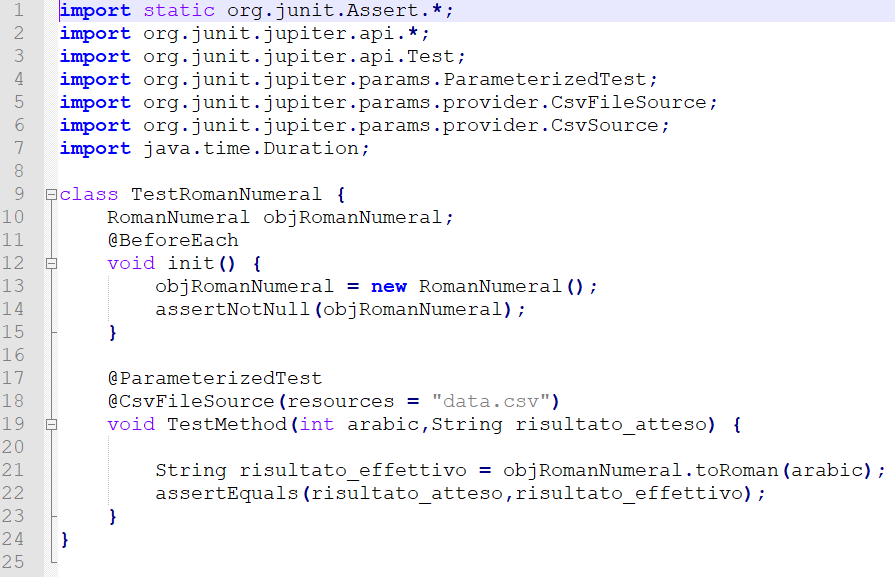 1 import static org.junit.Assert.*;
2 import org.junit.jupiter.api.*;
3 import org.junit.jupiter.api.Test;
4 import org.junit.jupiter.params.ParameterizedTest;
5 import org.junit.jupiter.params.provider.CsvFileSource;
6 import org.junit.jupiter.params.provider.CsvSource;
7 import java.time.Duration;
8
9 class TestRomanNumeral {
10     RomanNumeral objRomanNumeral;
11     @BeforeEach
12     void init() {
13         objRomanNumeral = new RomanNumeral();
14         assertNotNull(objRomanNumeral);
15     }
16
17     @ParameterizedTest
18     @CsvFileSource(resources = "data.csv")
19     void TestMethod(int arabic,String risultato_atteso) {
20
21         String risultato_effettivo = objRomanNumeral.toRoman(arabic);
22         assertEquals(risultato_atteso,risultato_effettivo);
23     }
24 }
25